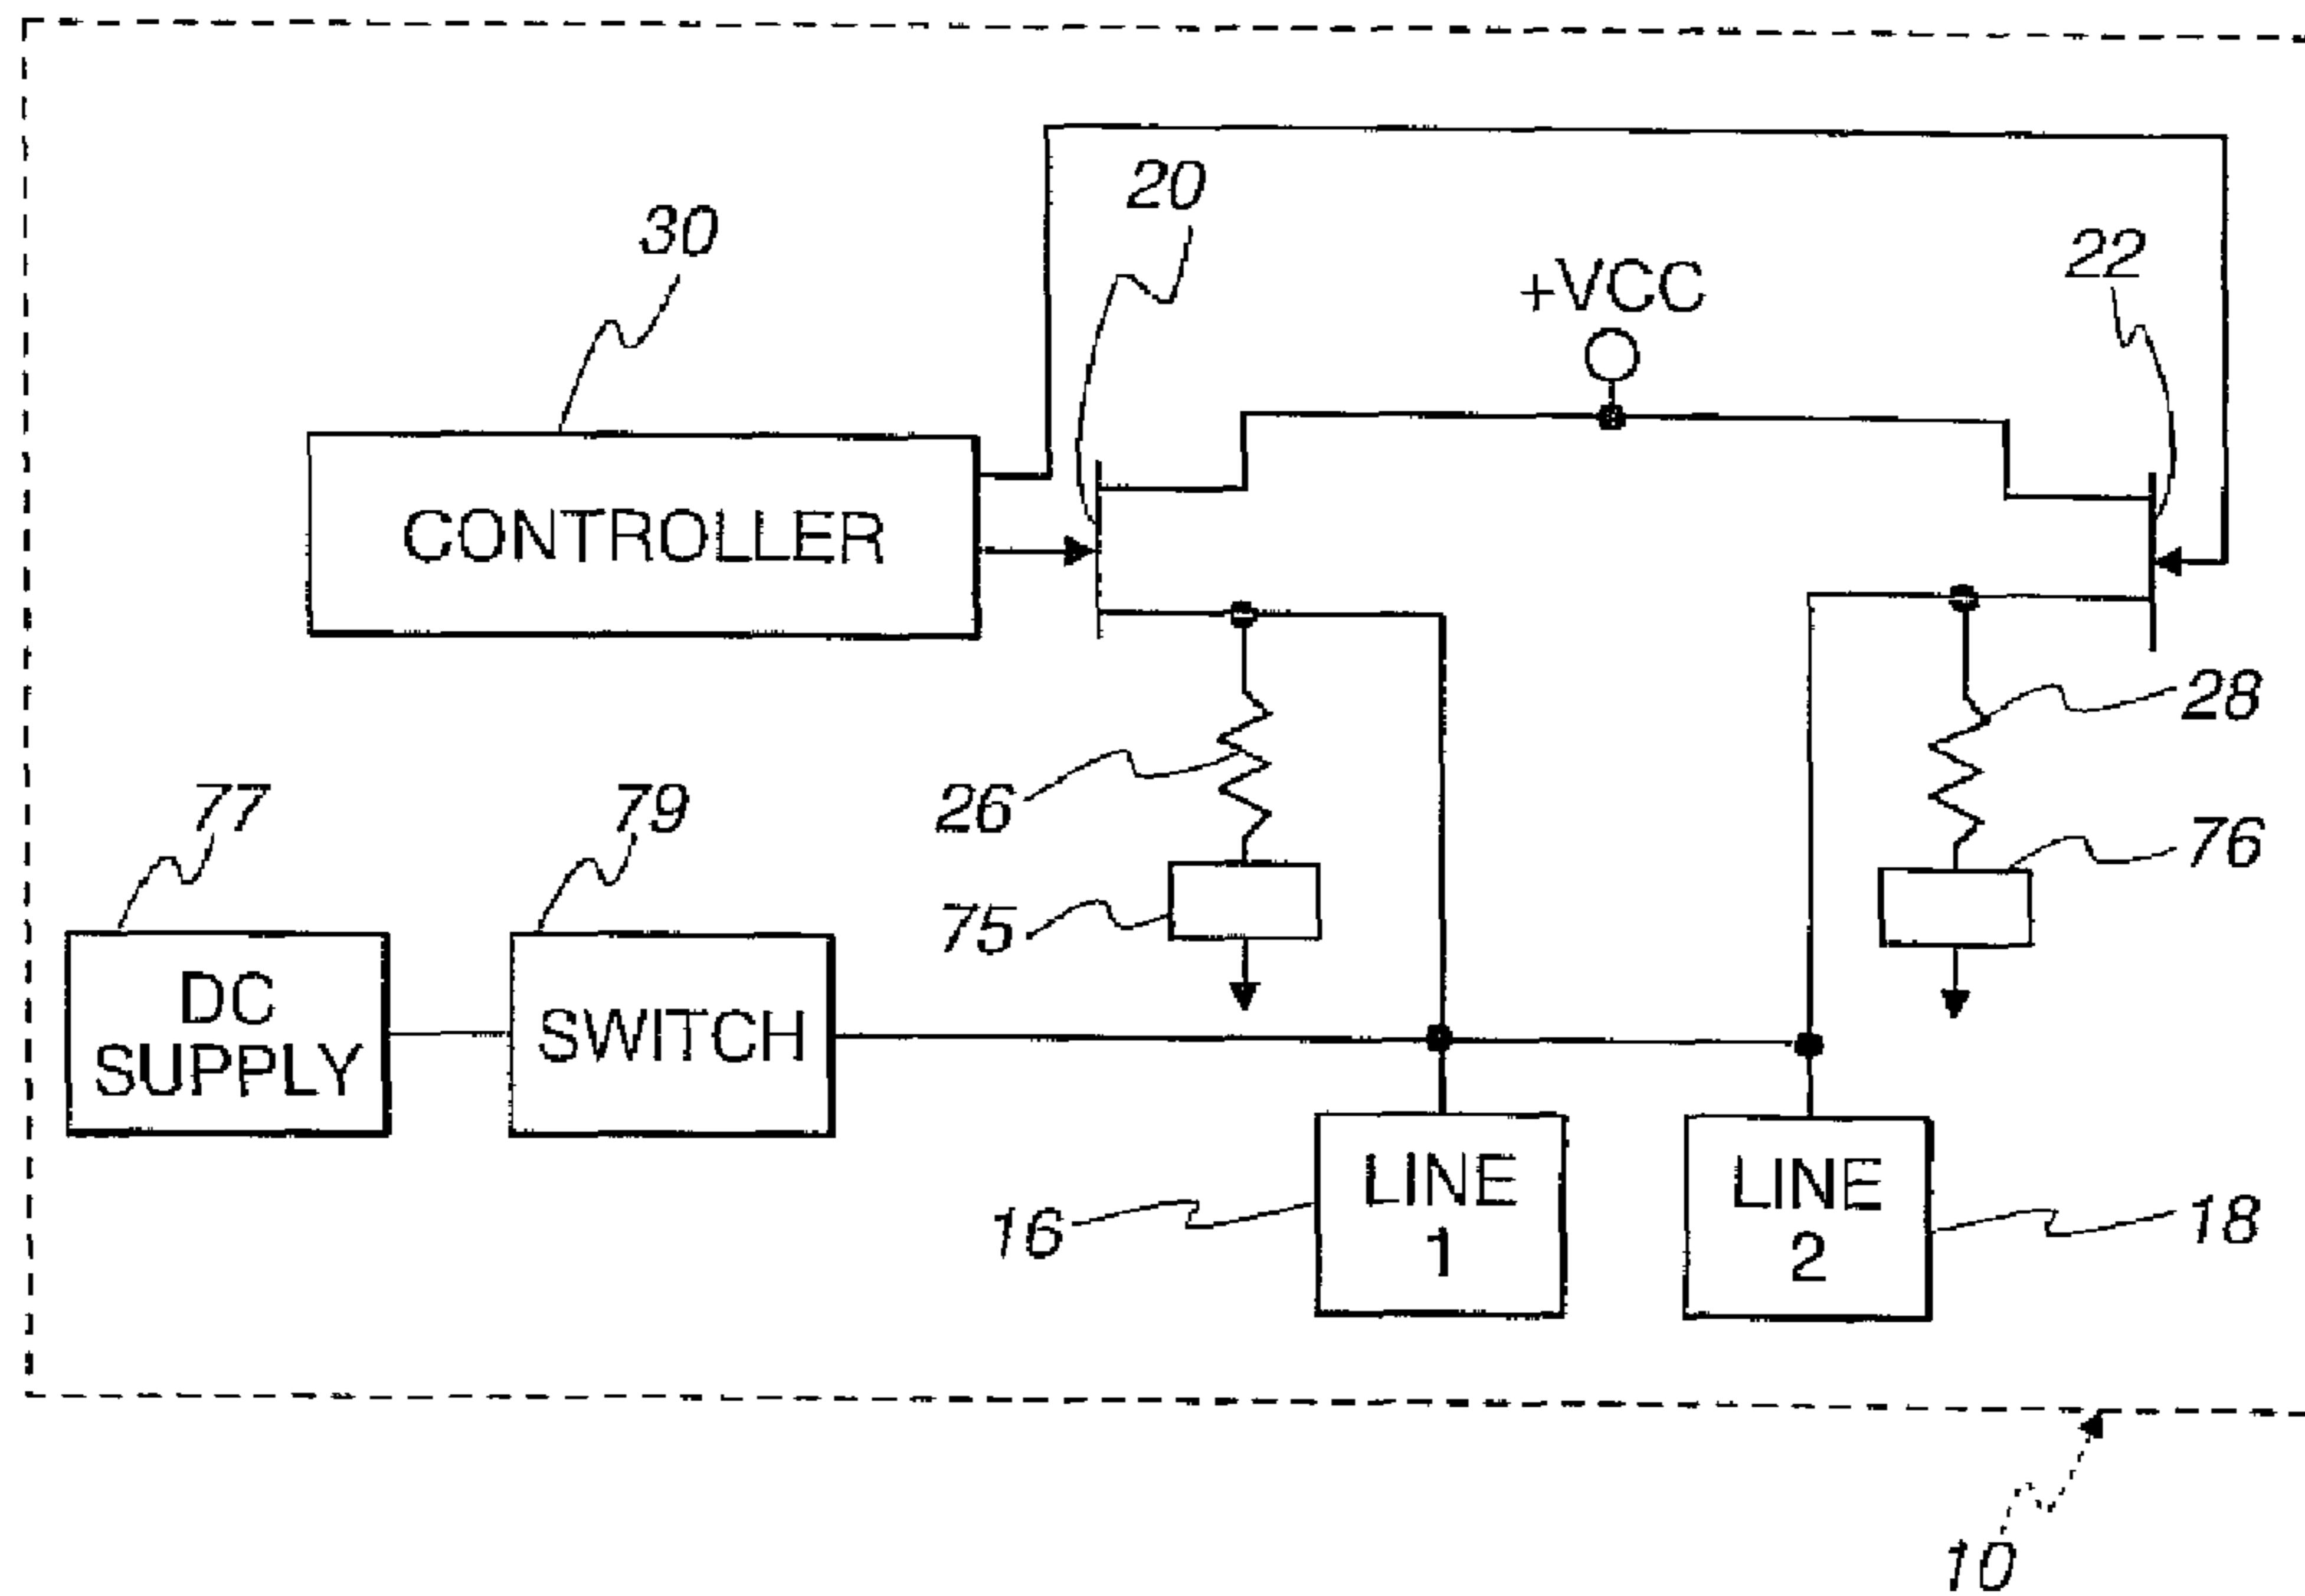 20
30
22
+VCC
CONTROLLER
28
26
77
79
76
75
DC
SUPPLY
SWITCH
LINE
1
LINE
2
16
18
10